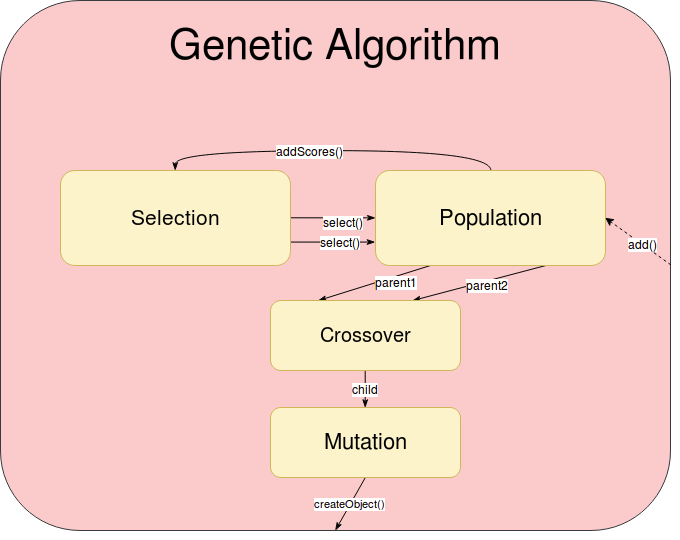 Genetic Algorithm
addScores()
Selection
Population
select()
select()
add()
parent1
parent2
Crossover
child
Mutation
createObject()